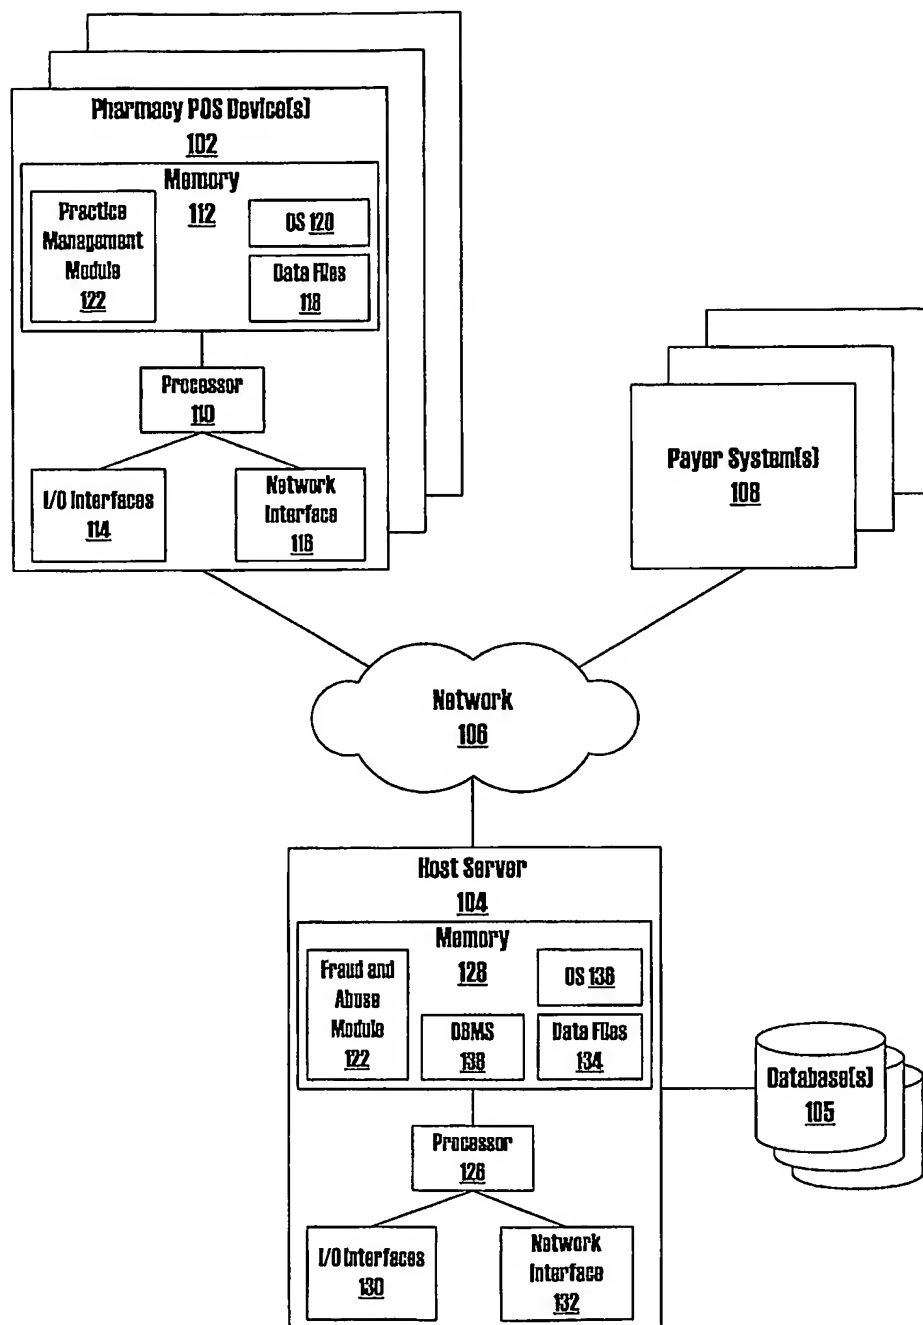 Pharmacy POS Device(s)
102
Memory
112
Practice
Management
Module
122
OS 120
Data Files
118
Processor
110
I/O Interfaces
114
Network
Interface
116
Payer System(s)
108
Network
106
Host Server
104
Memory
128
Fraud and
Abuse
Module
122
DBMS
138
OS 136
Data Files
134
Processor
126
I/O Interfaces
130
Network
Interface
132
Database(s)
105